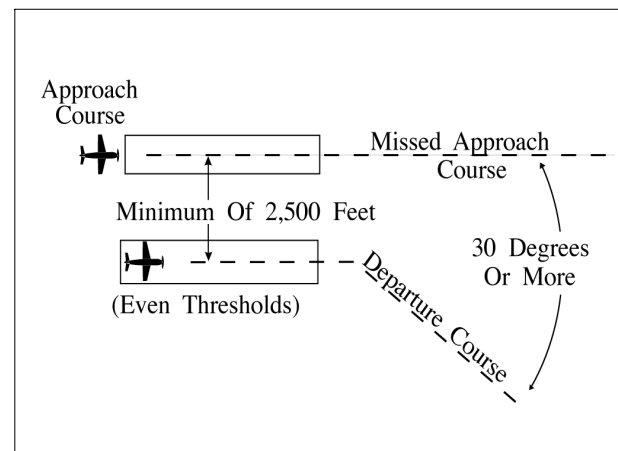 Approach
Course
Missed Approach
Course
Minimum Of 2,500 Feet
30 Degrees
Or More
(Even Thresholds)
Departure Course